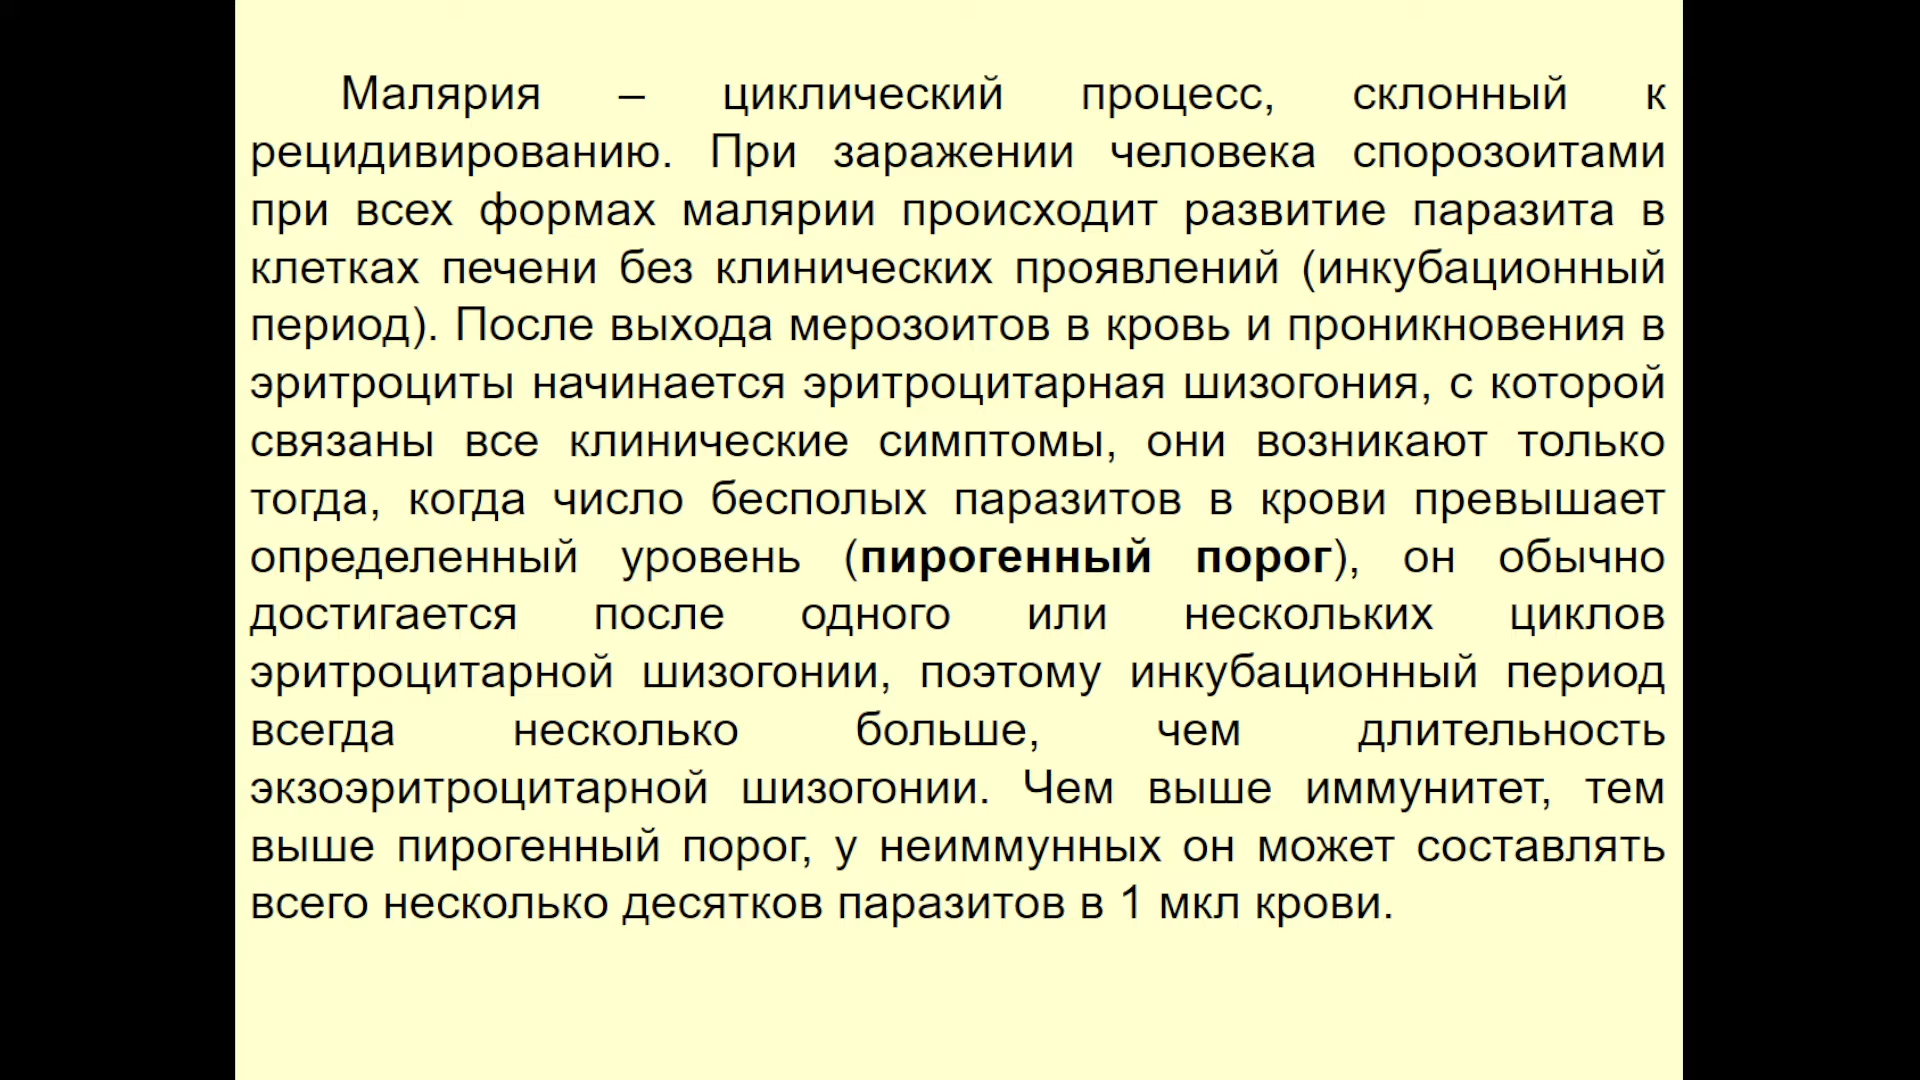 Малярия – циклический процесс, склонный к
рецидивированию. При заражении человека спорозоитами
при всех формах малярии происходит развитие паразита в
клетках печени без клинических проявлений (инкубационный
период). После выхода мерозоитов в кровь и проникновения в
эритроциты начинается эритроцитарная шизогония, с которой
связаны все клинические симптомы, они возникают только
тогда, когда число бесполых паразитов в крови превышает
определенный уровень (пирогенный порог), он обычно
достигается после одного или нескольких циклов
эритроцитарной шизогонии, поэтому инкубационный период
всегда несколько больше, чем длительность
экзоэритроцитарной шизогонии. Чем выше иммунитет, тем
выше пирогенный порог, у неиммунных он может составлять
всего несколько десятков паразитов в 1 мкл крови.